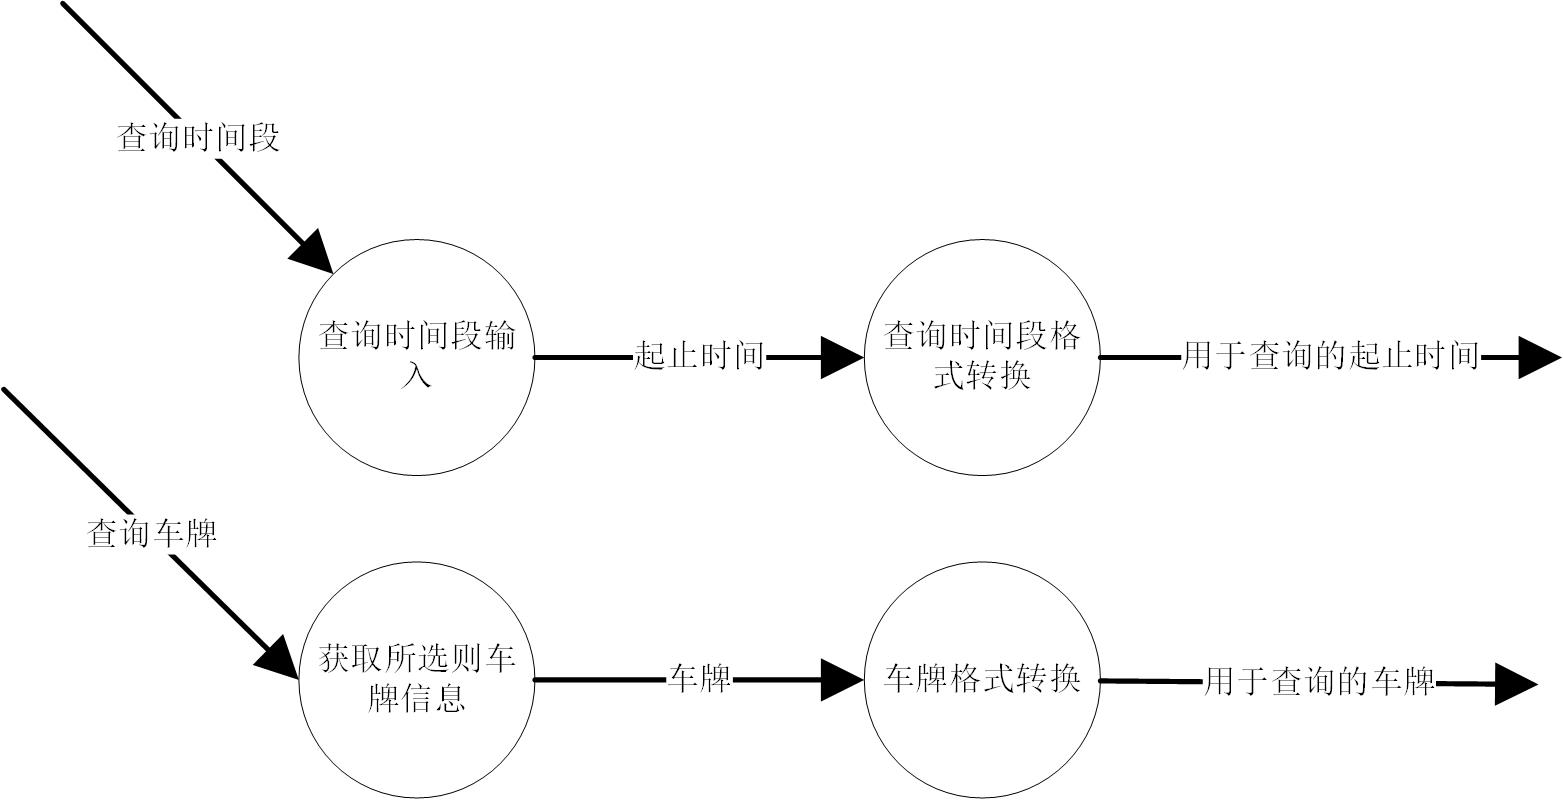 查询时间段
查询时间段输
入
起止时间
查询时间段格
式转换
用于查询的起止时间
查询车牌
获取所选则车
牌信息
车牌
车牌格式转换
用于查询的车牌